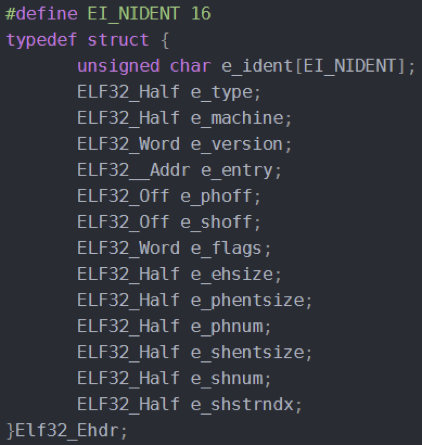 #define EI_NIDENT 16
typedef struct {
unsigned char e_ident[EI_NIDENT];
ELF32_Half e_type;
ELF32_Half e_machine;
ELF32_Word e_version;
ELF32__Addr e_entry;
ELF32_Off e_phoff;
ELF32_Off e_shoff;
ELF32_Word e_flags;
ELF32_Half e_ehsize;
ELF32_Half e_phentsize;
ELF32_Half e_phnum;
ELF32_Half e_shentsize;
ELF32_Half e_shnum;
ELF32_Half e_shstrndx;
}Elf32_Ehdr;